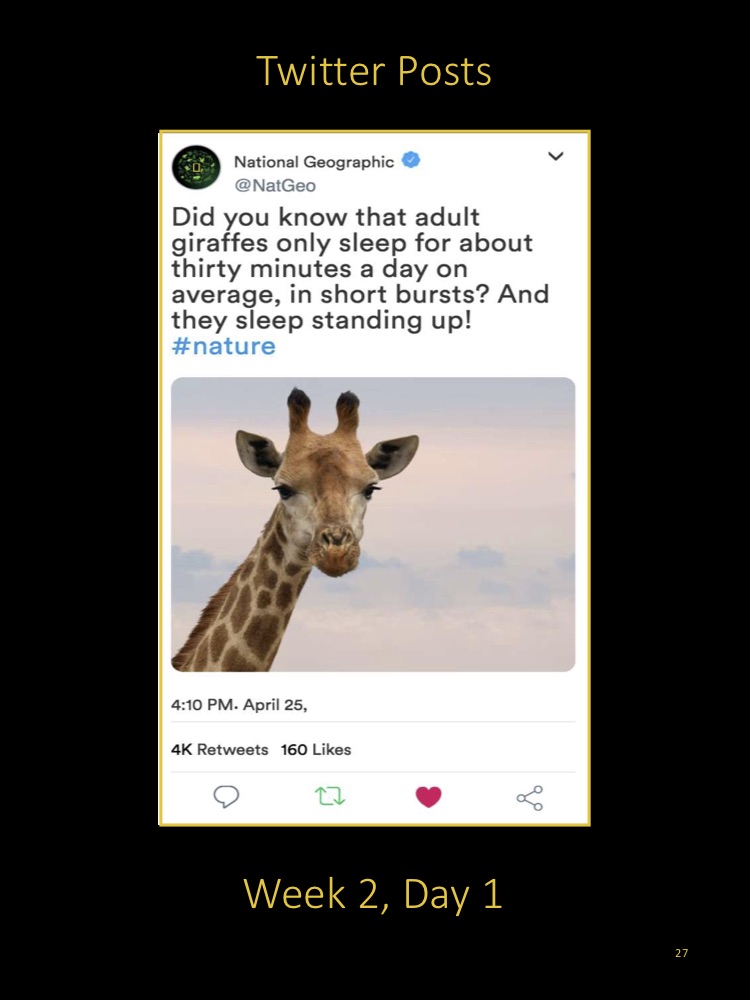 Twitter Posts
National Geographic
@NatGeo
Did you know that adult
giraffes only sleep for about
thirty minutes a day on
average, in short bursts? And
they sleep standing up!
#nature
4:10 PM. April 25,
4K Retweets 160 Likes
Week 2, Day 1
27